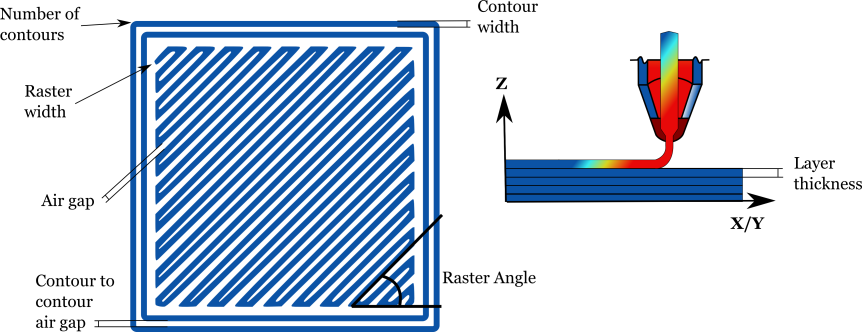 Number of
contours
Contour
width
Raster
width
Air gap
Contour to
contour
air gap
Raster Angle
Z
Layer
thickness
X/Y